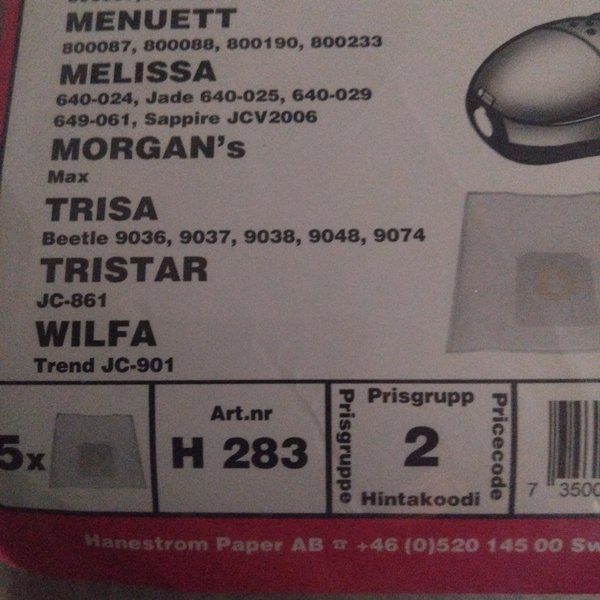 MENUETT
800087, 800088, 800190, 800233
MELISSA
640-024, Jade 640-025, 640-029
649-061, Sappire JCV2006
MORGAN's
Max
TRISA
Beetle 9036, 9037, 9038, 9048, 9074
TRISTAR
JC-861
WILFA
Trend JC-901
5x
Art.nr
H 283
Prisgruppe
Prisgrupp
2
Hintakoodi
Pricecode
7 3500
Hanestrom Paper AB ☎ +46 (0)520 145 00 Sw